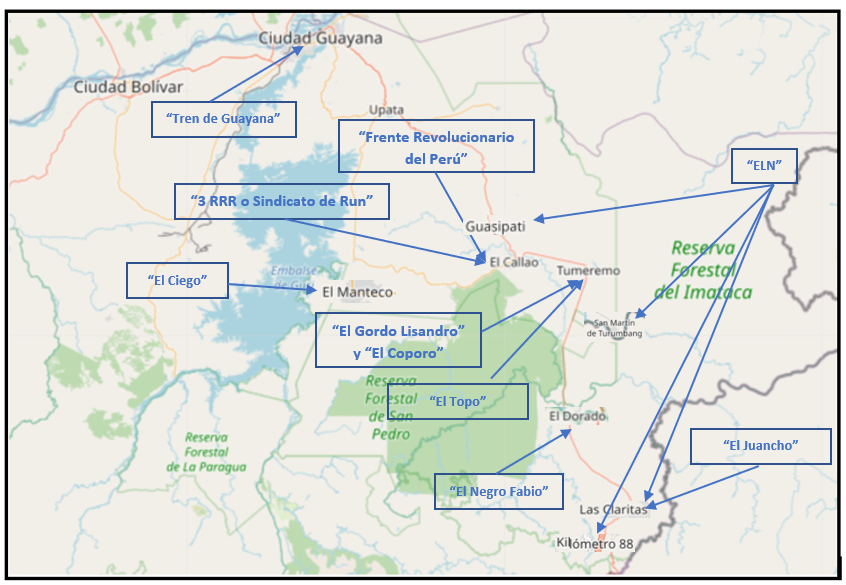 Ciudad Guayana
Ciudad Bolívar
Upata
“Tren de Guayana”
“Frente Revolucionario
del Perú”
“ELN”
“3 RRR o Sindicato de Run”
Guasipati
El Callao
Tumeremo
Reserva
Forestal
del Imataca
Embalse
“El Ciego”
El Manteco
San Martín
de Turumbang
“El Gordo Lisandro”
y “El Coporo”
Reserva
Forestal
de San
Pedro
“El Topo”
El Dorado
Reserva
Forestal
de La Paragua
“El Juancho”
“El Negro Fabio”
Las Claritas
Kilómetro 88